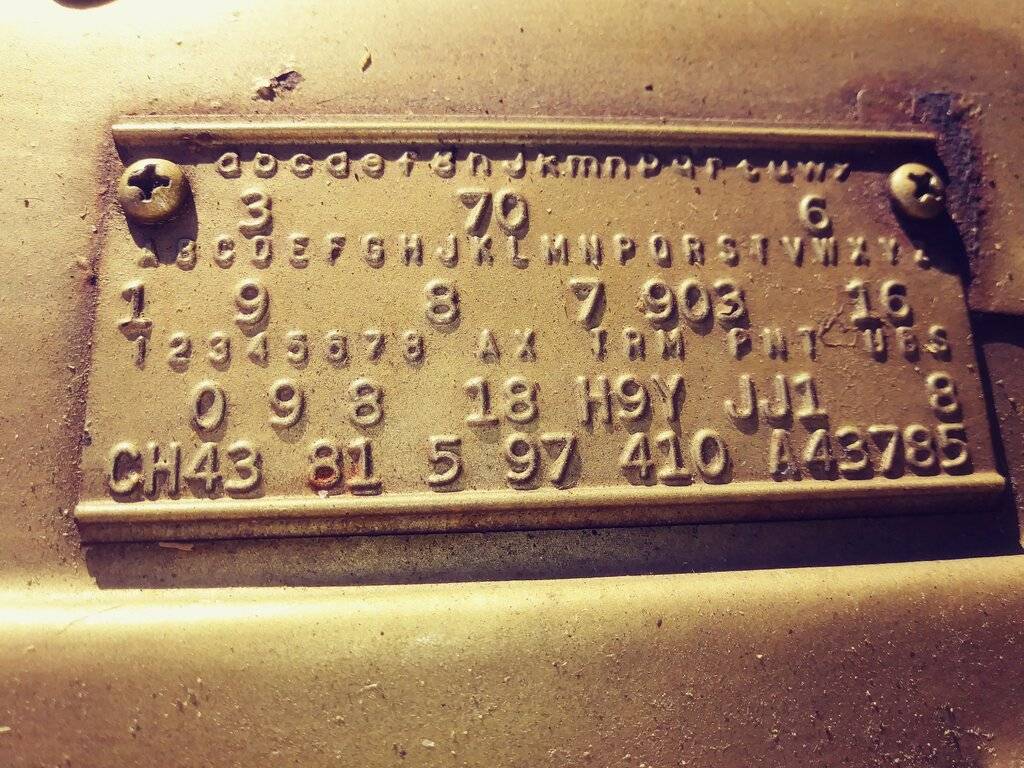 abcdefghjkmnpqrtuwy
3 70 6
ABCDEFGHJKLMNPQRSTVWXYZ
1 9 8 7 903 16
12345678 AX TRM PNT UBS
0 9 8 18 H9Y JJ1 8
CH43 81 5 97 410 A43785